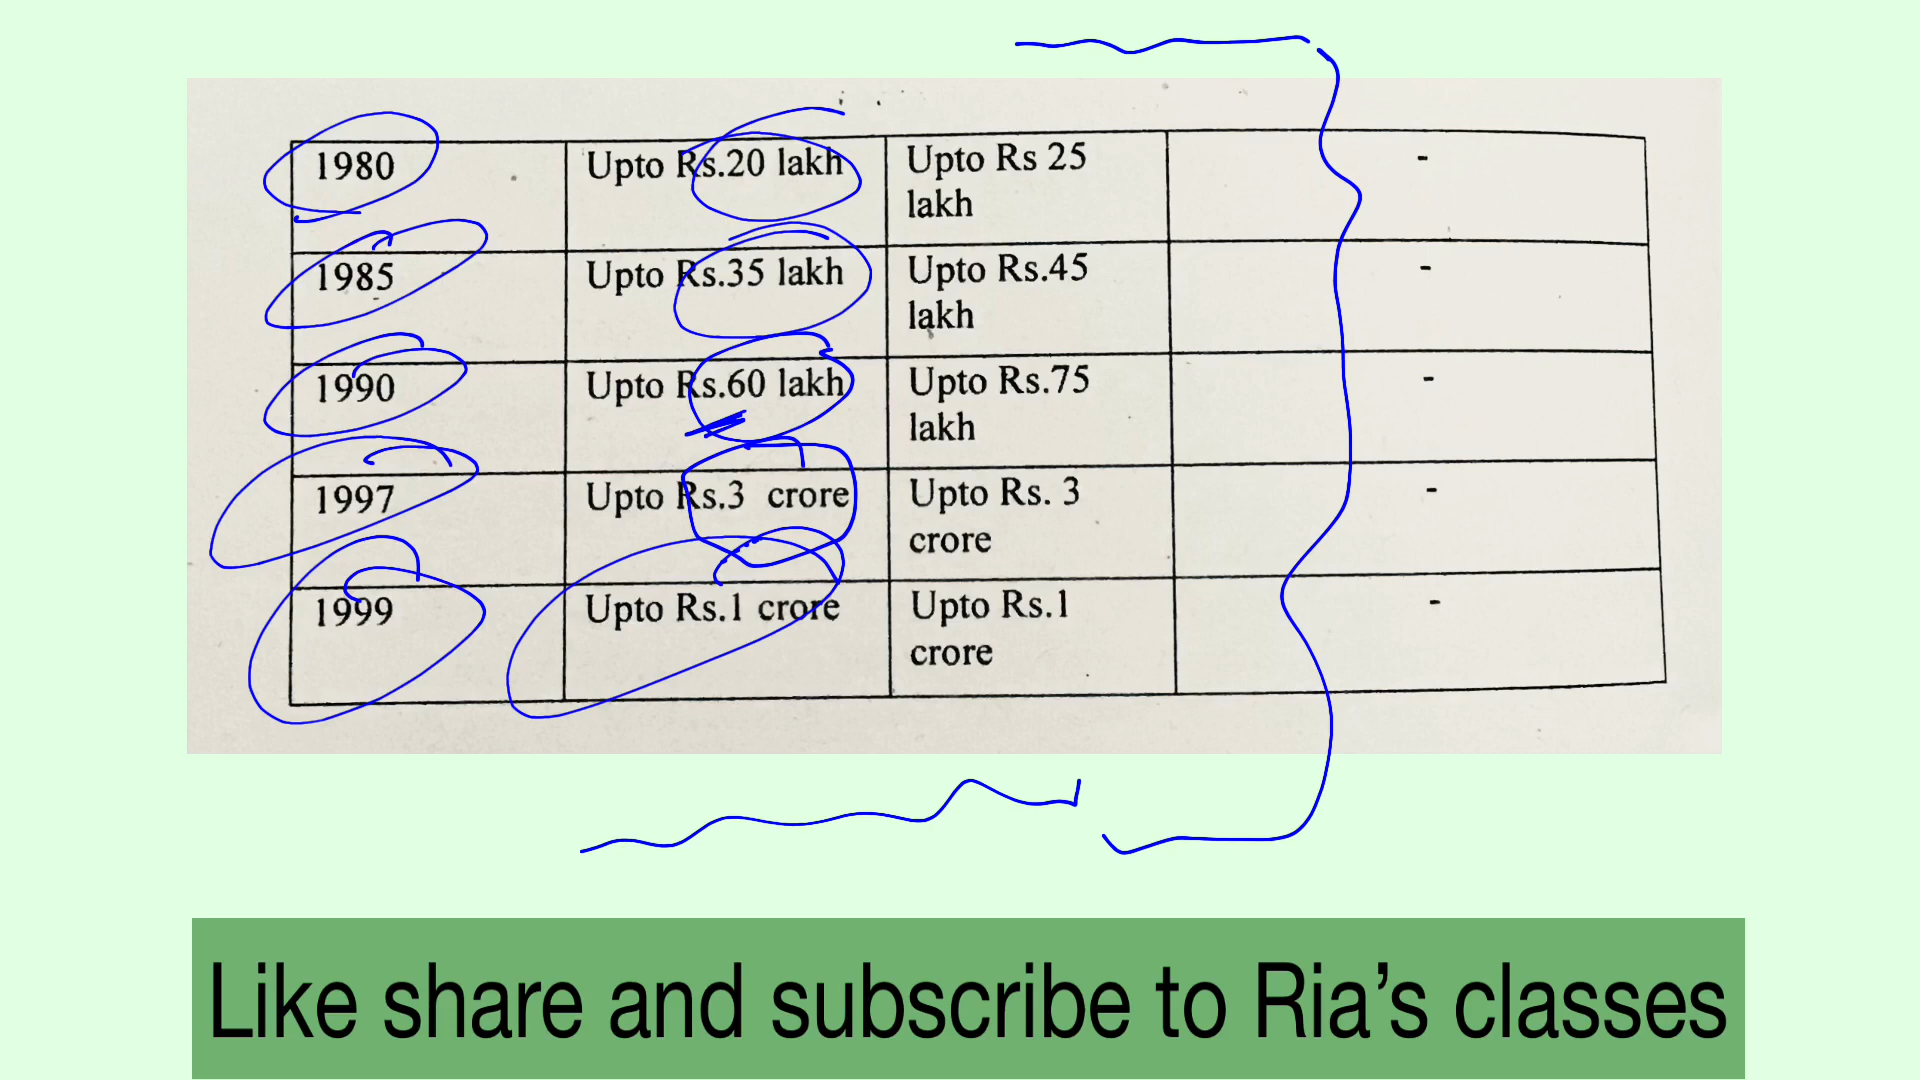 1980 Upto Rs.20 lakh Upto Rs 25 lakh -
1985 Upto Rs.35 lakh Upto Rs.45 lakh -
1990 Upto Rs.60 lakh Upto Rs.75 lakh -
1997 Upto Rs.3 crore Upto Rs. 3 crore -
1999 Upto Rs.1 crore Upto Rs.1 crore -
Like share and subscribe to Ria's classes